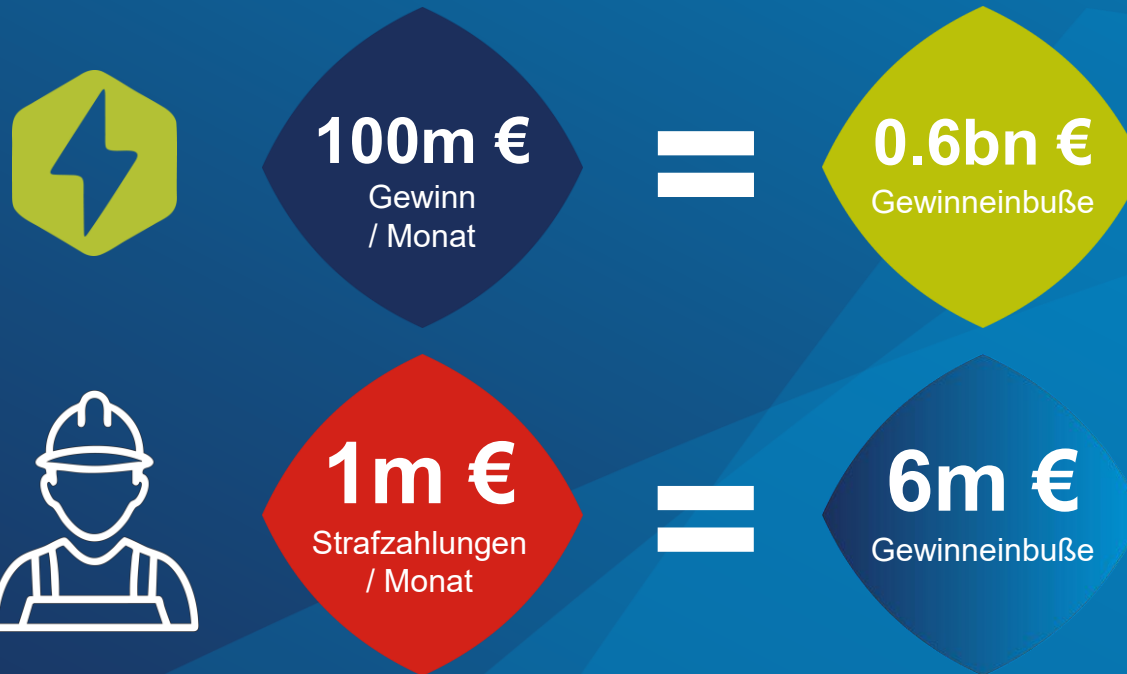 100m €
Gewinn
/ Monat
=
0.6bn €
Gewinneinbuße
1m €
Strafzahlungen
/ Monat
=
6m €
Gewinneinbuße